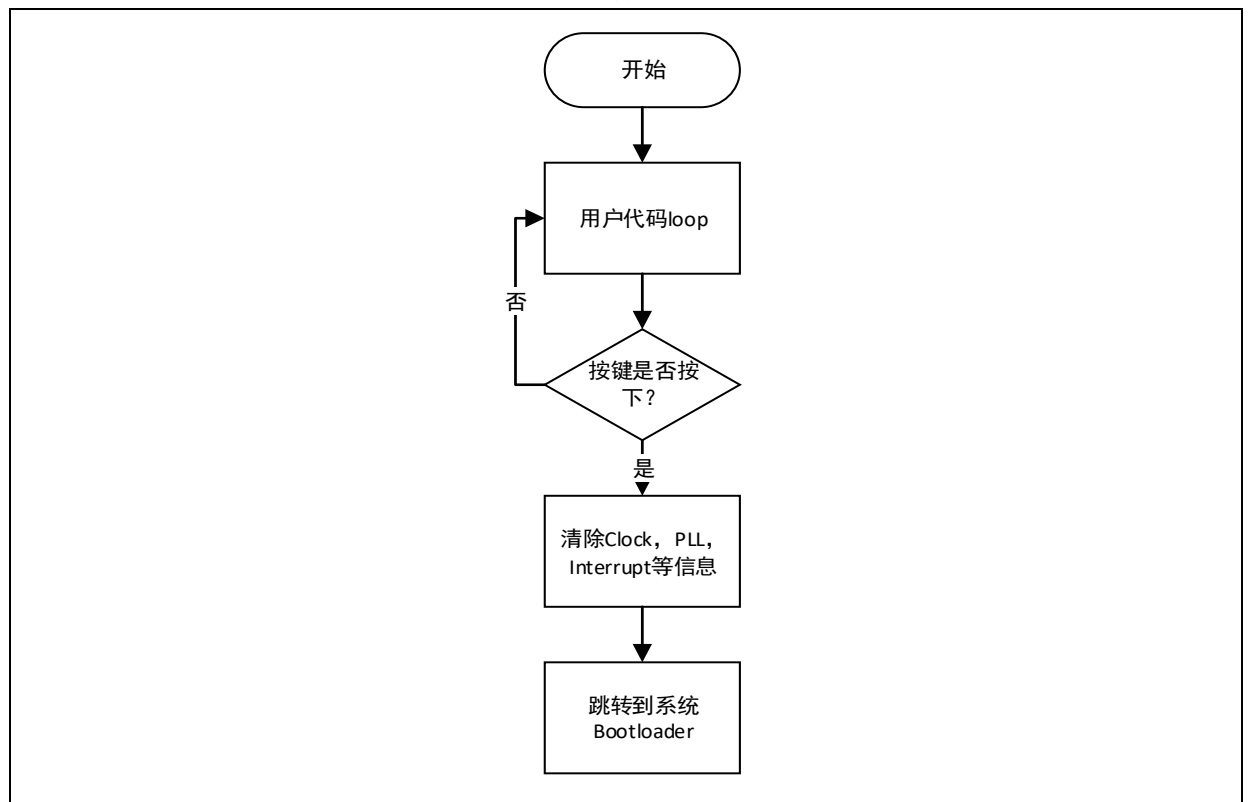 开始
用户代码loop
否
按键是否按
下？
是
清除Clock，PLL，
Interrupt等信息
跳转到系统
Bootloader